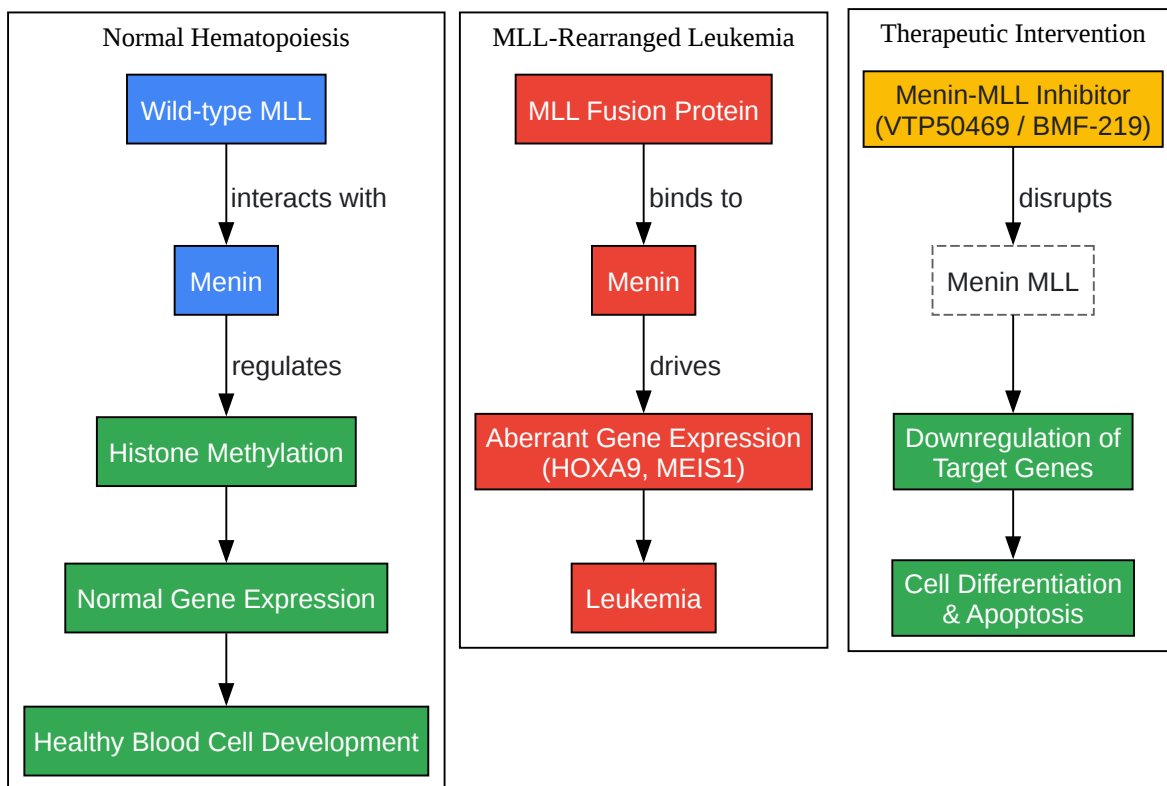 Normal Hematopoiesis
Wild-type MLL
interacts with
Menin
regulates
Histone Methylation
Normal Gene Expression
Healthy Blood Cell Development
MLL-Rearranged Leukemia
MLL Fusion Protein
binds to
Menin
drives
Aberrant Gene Expression
(HOXA9, MEIS1)
Leukemia
Therapeutic Intervention
Menin-MLL Inhibitor
(VTP50469 / BMF-219)
disrupts
Menin MLL
Downregulation of
Target Genes
Cell Differentiation
& Apoptosis